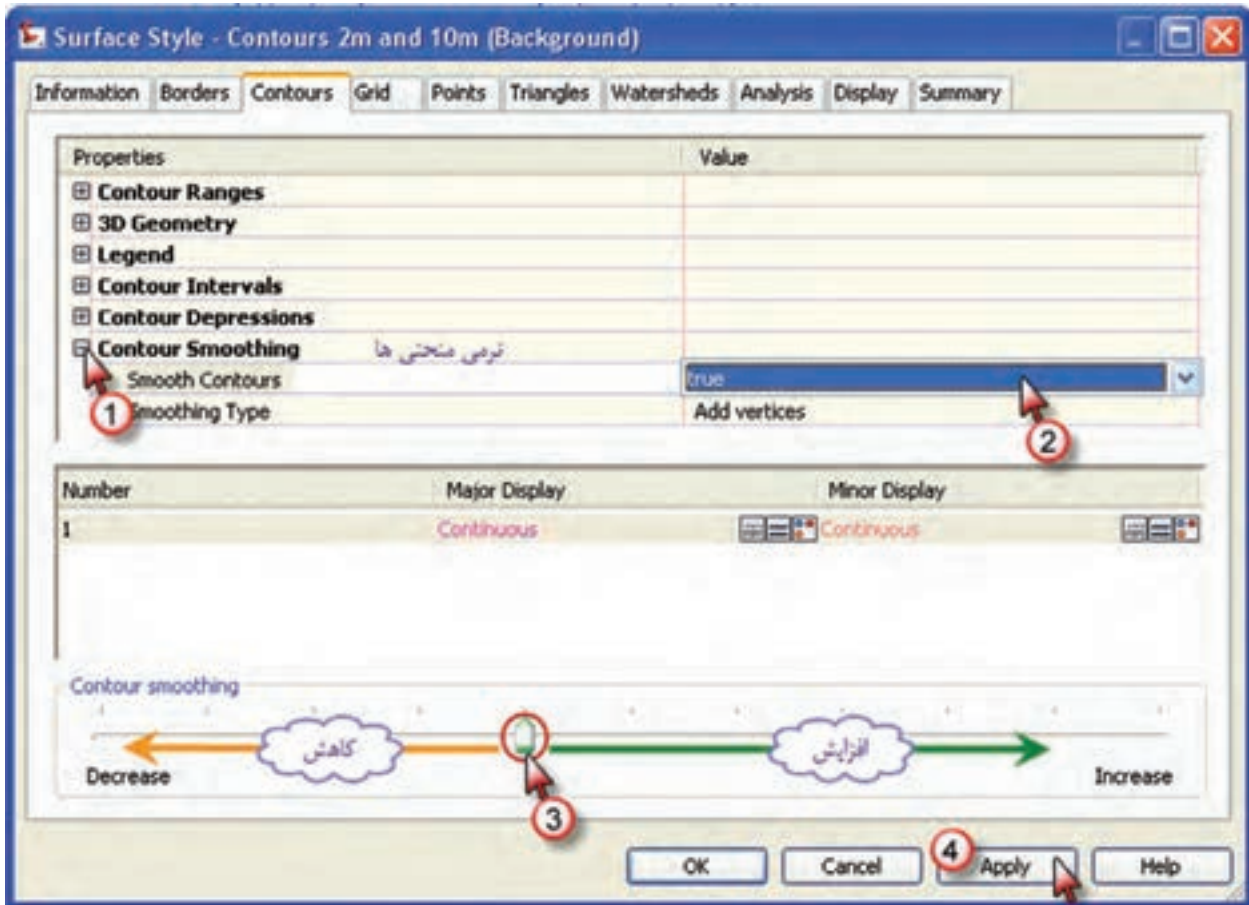 Surface Style - Contours 2m and 10m (Background)
Information Borders Contours Grid Points Triangles Watersheds Analysis Display Summary
Properties Value
Contour Ranges
3D Geometry
Legend
Contour Intervals
Contour Depressions
Contour Smoothing نرمی منحنی ها
Smooth Contours true
1 Smoothing Type Add vertices
2
Number Major Display Minor Display
1 Continuous Continuous
Contour smoothing
کاهش افزایش
Decrease Increase
3
OK Cancel 4 Apply Help